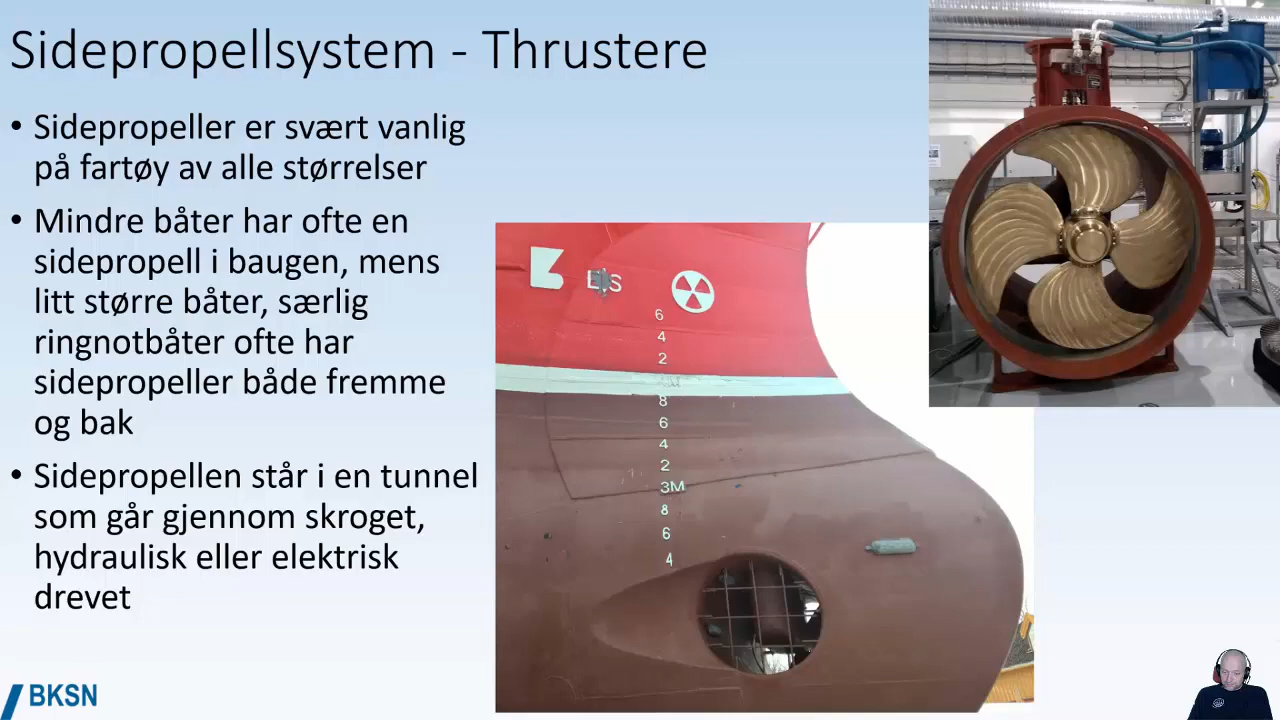 Sidepropellsystem - Thrustere
• Sidepropeller er svært vanlig
på fartøy av alle størrelser
• Mindre båter har ofte en
sidepropell i baugen, mens
litt større båter, særlig
ringnotbåter ofte har
sidepropeller både fremme
og bak
• Sidepropellen står i en tunnel
som går gjennom skroget,
hydraulisk eller elektrisk
drevet
6
4
2
8
6
4
2
3M
8
6
4
BKSN